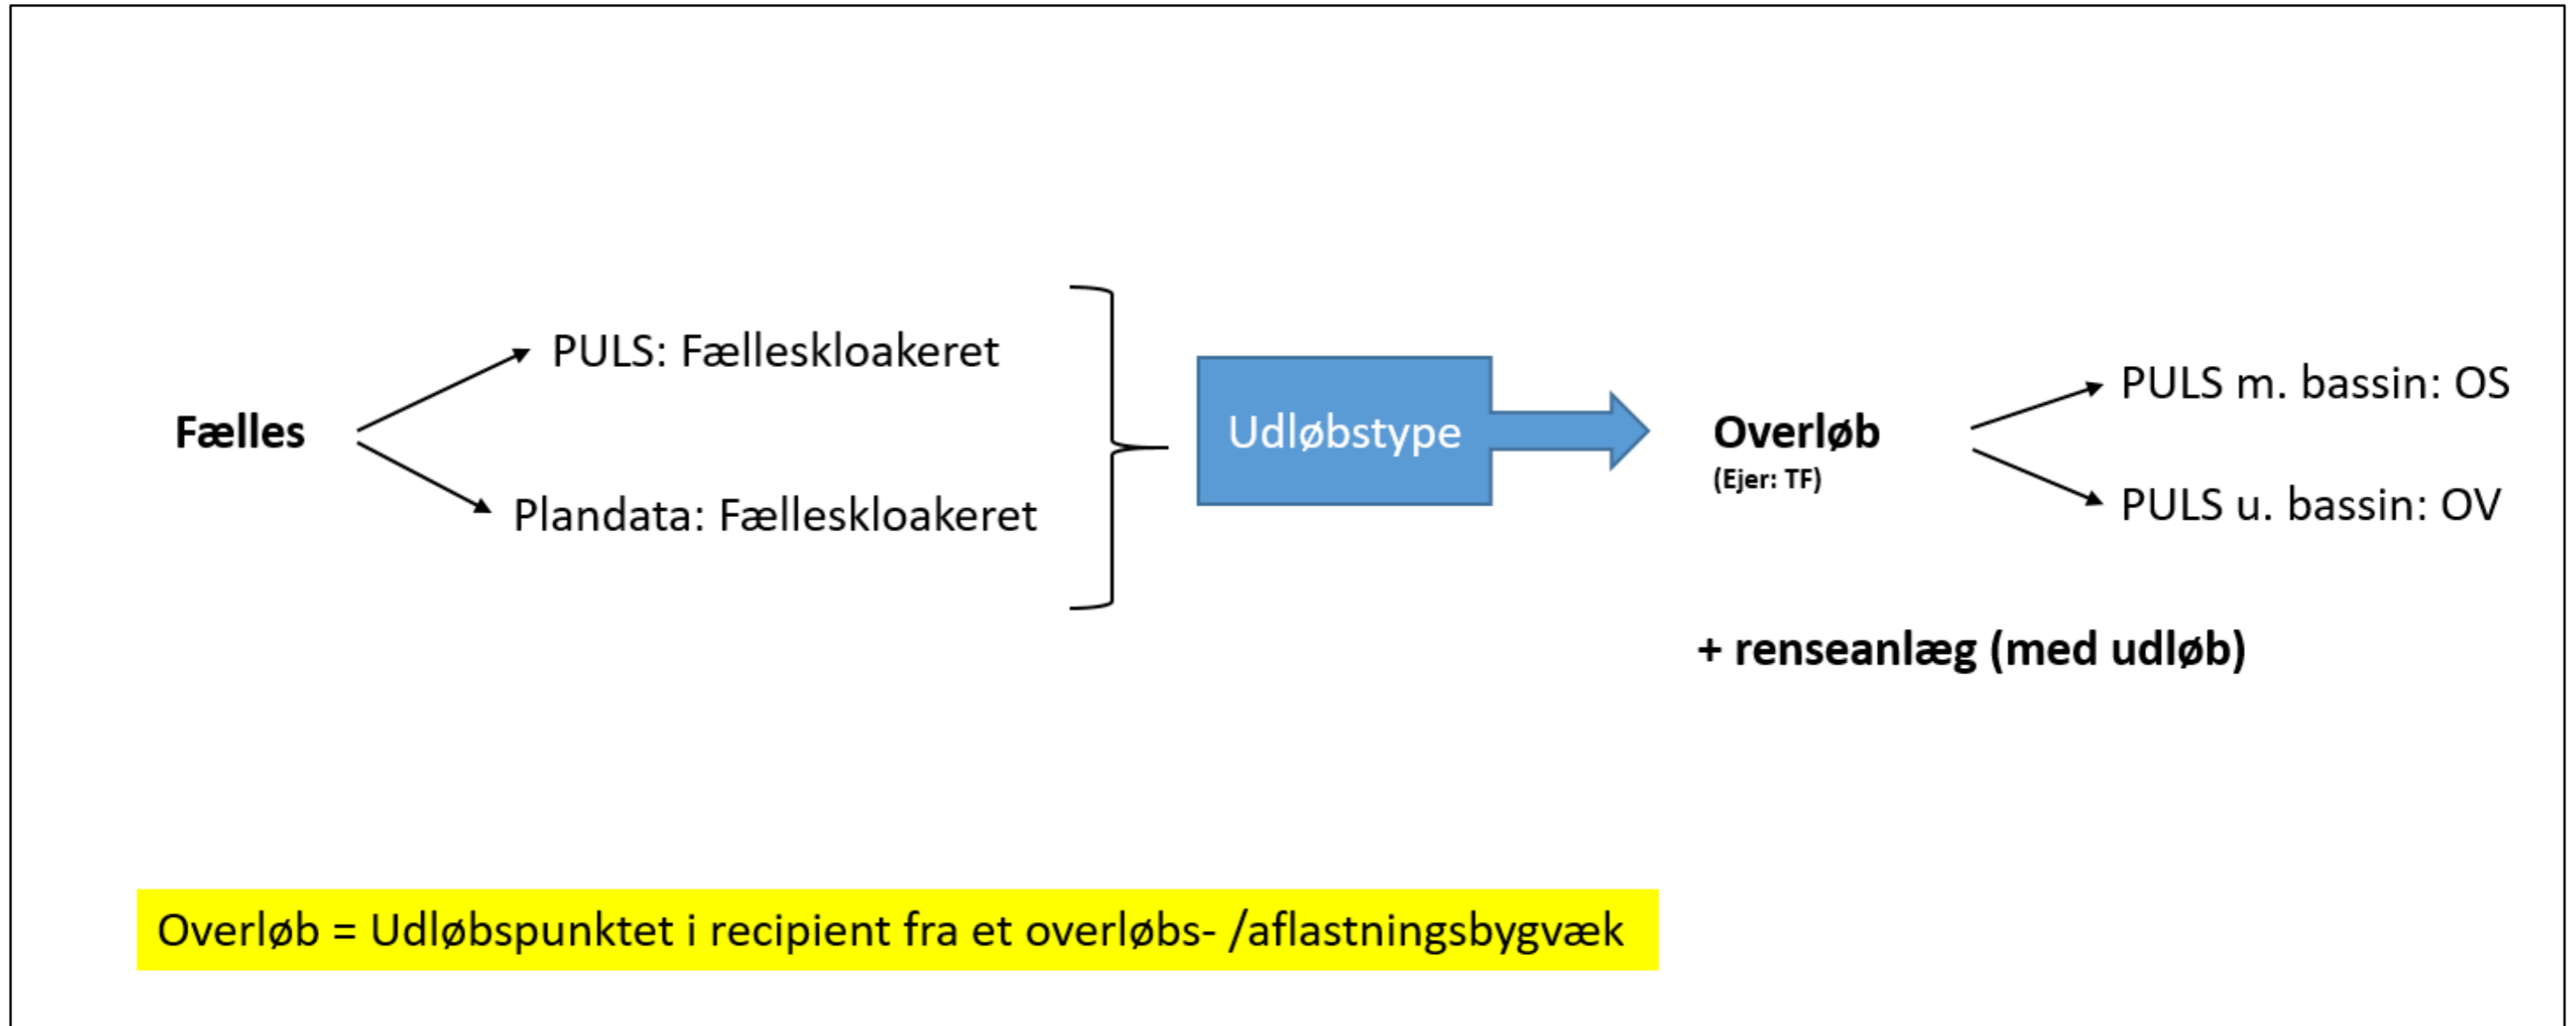 PULS: Fælleskloakeret
Fælles
Plandata: Fælleskloakeret
Udløbstype
Overløb
(Ejer: TF)
PULS m. bassin: OS
PULS u. bassin: OV
+ renseanlæg (med udløb)
Overløb = Udløbspunktet i recipient fra et overløbs- /aflastningsbygvæk